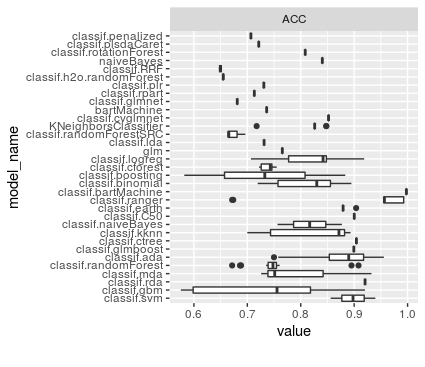 ACC
classif.penalized
classif.plsdaCaret
classif.rotationForest
naiveBayes
classif.RRF
classif.h2o.randomForest
classif.plr
classif.rpart
classif.glmnet
bartMachine
classif.cvglmnet
KNeighborsClassifier
classif.randomForestSRC
classif.lda
glm
classif.logreg
classif.cforest
classif.boosting
classif.binomial
classif.bartMachine
classif.ranger
classif.earth
classif.C50
classif.naiveBayes
classif.kknn
classif.ctree
classif.glmboost
classif.ada
classif.randomForest
classif.mda
classif.rda
classif.gbm
classif.svm
model_name
0.6 0.7 0.8 0.9 1.0
value